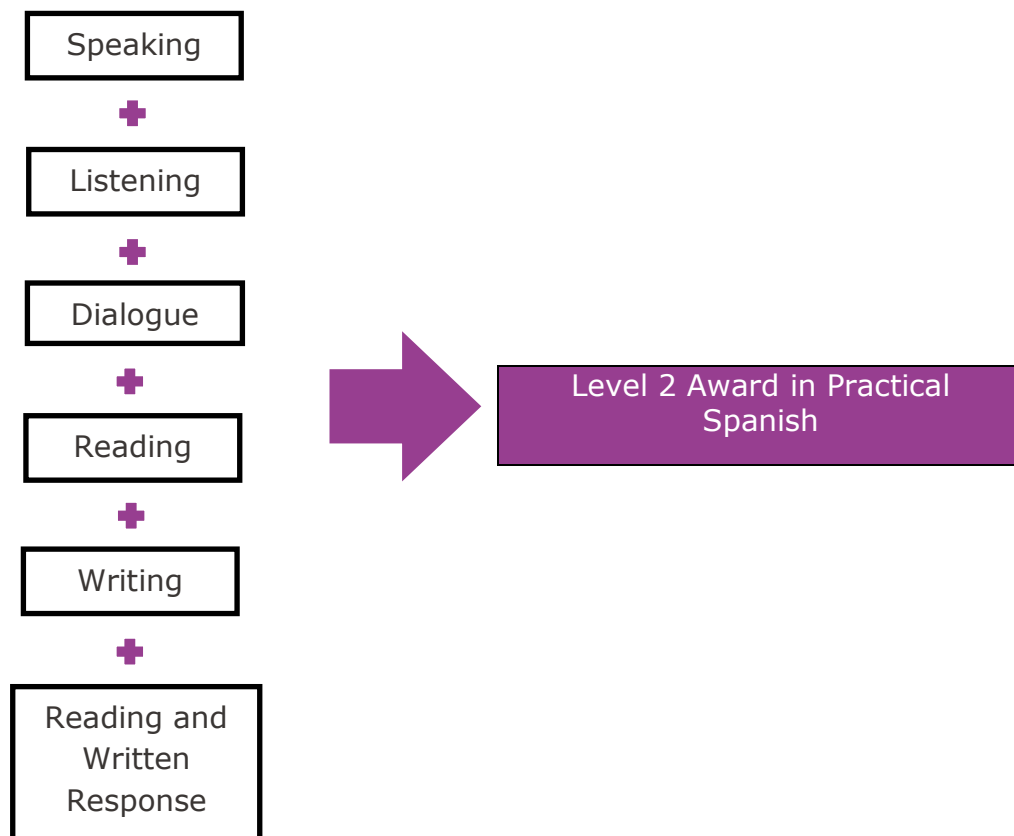 Speaking
Listening
Dialogue
Reading
Writing
Reading and
Written
Response
Level 2 Award in Practical
Spanish